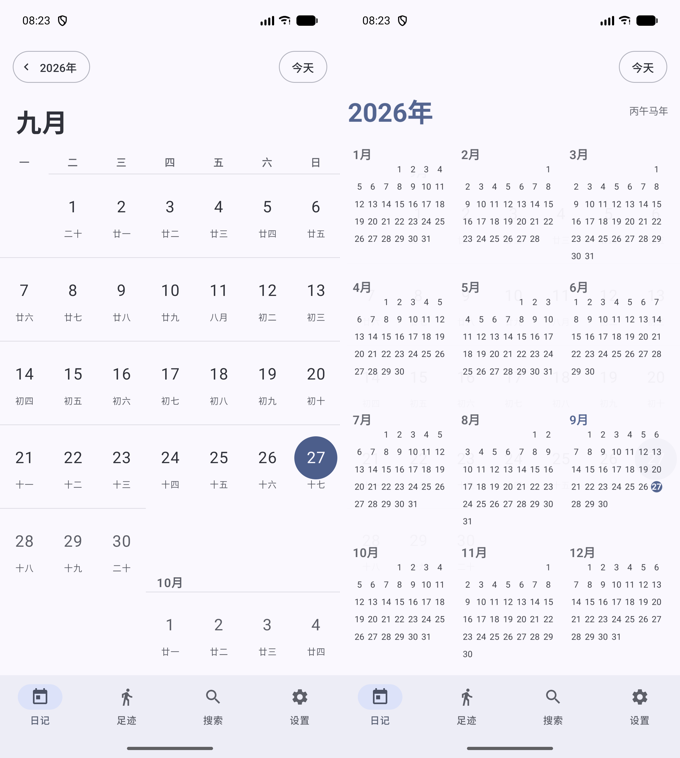 08:23
2026年
今天
九月
一 二 三 四 五 六 日
1 2 3 4 5 6
二十 廿一 廿二 廿三 廿四 廿五
7 8 9 10 11 12 13
廿六 廿七 廿八 廿九 八月 初二 初三
14 15 16 17 18 19 20
初四 初五 初六 初七 初八 初九 初十
21 22 23 24 25 26 27
十一 十二 十三 十四 十五 十六 十七
28 29 30
十八 十九 二十
10月
1 2 3 4
廿一 廿二 廿三 廿四
日记 足迹 搜索 设置
08:23
今天
2026年 丙午马年
1月 2月 3月
1 2 3 4 1 1
5 6 7 8 9 10 11 2 3 4 5 6 7 8 2 3 4 5 6 7 8
12 13 14 15 16 17 18 9 10 11 12 13 14 15 9 10 11 12 13 14 15
19 20 21 22 23 24 25 16 17 18 19 20 21 22 16 17 18 19 20 21 22
26 27 28 29 30 31 23 24 25 26 27 28 23 24 25 26 27 28 29
30 31
4月 5月 6月
1 2 3 4 5 1 2 3 1 2 3 4 5 6 7
6 7 8 9 10 11 12 4 5 6 7 8 9 10 8 9 10 11 12 13 14
13 14 15 16 17 18 19 11 12 13 14 15 16 17 15 16 17 18 19 20 21
20 21 22 23 24 25 26 18 19 20 21 22 23 24 22 23 24 25 26 27 28
27 28 29 30 25 26 27 28 29 30 31 29 30
7月 8月 9月
1 2 3 4 5 1 2 1 2 3 4 5 6
6 7 8 9 10 11 12 3 4 5 6 7 8 9 7 8 9 10 11 12 13
13 14 15 16 17 18 19 10 11 12 13 14 15 16 14 15 16 17 18 19 20
20 21 22 23 24 25 26 17 18 19 20 21 22 23 21 22 23 24 25 26 27
27 28 29 30 31 24 25 26 27 28 29 30 28 29 30
31
10月 11月 12月
1 2 3 4 1 1 2 3 4 5 6
5 6 7 8 9 10 11 2 3 4 5 6 7 8 7 8 9 10 11 12 13
12 13 14 15 16 17 18 9 10 11 12 13 14 15 14 15 16 17 18 19 20
19 20 21 22 23 24 25 16 17 18 19 20 21 22 21 22 23 24 25 26 27
26 27 28 29 30 31 23 24 25 26 27 28 29 28 29 30 31
30
日记 足迹 搜索 设置